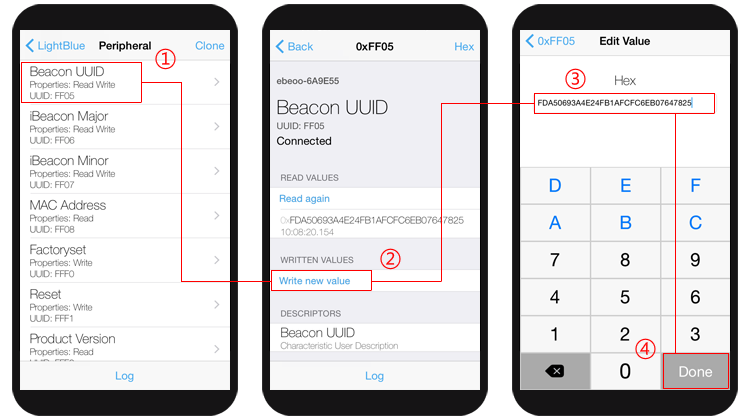 LightBlue Peripheral Clone
①
Beacon UUID
Properties: Read Write
UUID: FF05
iBeacon Major
Properties: Read Write
UUID: FF06
iBeacon Minor
Properties: Read Write
UUID: FF07
MAC Address
Properties: Read
UUID: FF08
Factoryset
Properties: Write
UUID: FFF0
Reset
Properties: Write
UUID: FFF1
Product Version
Properties: Read
Log
Back 0xFF05 Hex
ebeoo-6A9E55
Beacon UUID
UUID: FF05
Connected
READ VALUES
Read again
0xFDA50693A4E24FB1AFCFC6EB07647825
10:08:20.154
WRITTEN VALUES
②
Write new value
DESCRIPTORS
Beacon UUID
Characteristic User Description
Log
0xFF05 Edit Value
③
Hex
FDA50693A4E24FB1AFCFC6EB07647825
D E F
A B C
7 8 9
4 5 6
1 2 3
④
0 Done